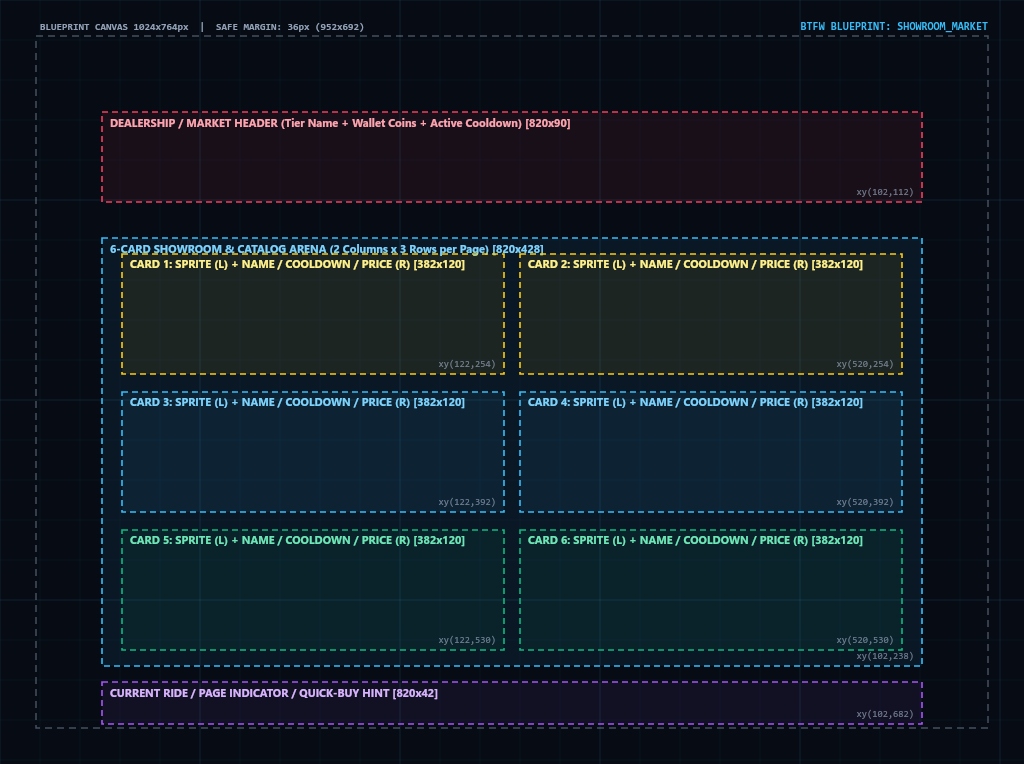 BLUEPRINT CANVAS 1024x764px | SAFE MARGIN: 36px (952x692)
BTFW BLUEPRINT: SHOWROOM_MARKET
DEALERSHIP / MARKET HEADER (Tier Name + Wallet Coins + Active Cooldown) [820x90]
xy(102,112)
6-CARD SHOWROOM & CATALOG ARENA (2 Columns x 3 Rows per Page) [820x428]
CARD 1: SPRITE (L) + NAME / COOLDOWN / PRICE (R) [382x120]
xy(122,254)
CARD 2: SPRITE (L) + NAME / COOLDOWN / PRICE (R) [382x120]
xy(520,254)
CARD 3: SPRITE (L) + NAME / COOLDOWN / PRICE (R) [382x120]
xy(122,392)
CARD 4: SPRITE (L) + NAME / COOLDOWN / PRICE (R) [382x120]
xy(520,392)
CARD 5: SPRITE (L) + NAME / COOLDOWN / PRICE (R) [382x120]
xy(122,530)
CARD 6: SPRITE (L) + NAME / COOLDOWN / PRICE (R) [382x120]
xy(520,530)
xy(102,238)
CURRENT RIDE / PAGE INDICATOR / QUICK-BUY HINT [820x42]
xy(102,682)